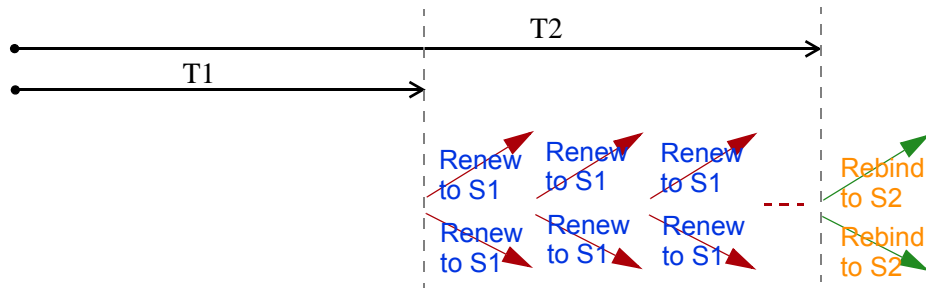 T2
T1
Renew
to S1
Renew
to S1
Renew
to S1
Rebind
to S2
Renew
to S1
Renew
to S1
Renew
to S1
Rebind
to S2